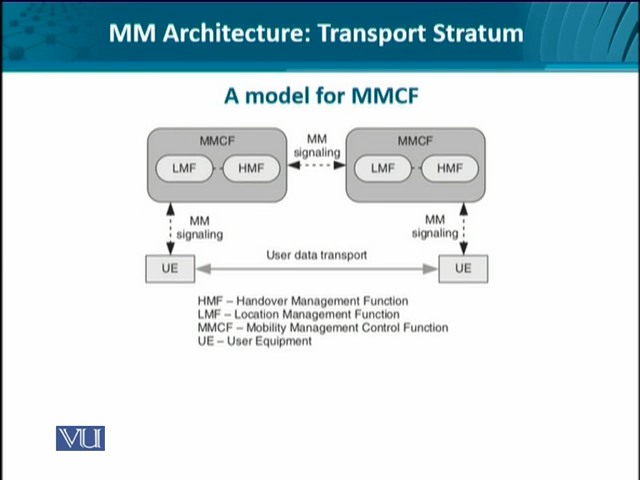 MM Architecture: Transport Stratum
A model for MMCF
MMCF
LMF
HMF
MM
signaling
MMCF
LMF
HMF
MM
signaling
MM
signaling
UE
User data transport
UE
HMF – Handover Management Function
LMF – Location Management Function
MMCF – Mobility Management Control Function
UE – User Equipment
VU